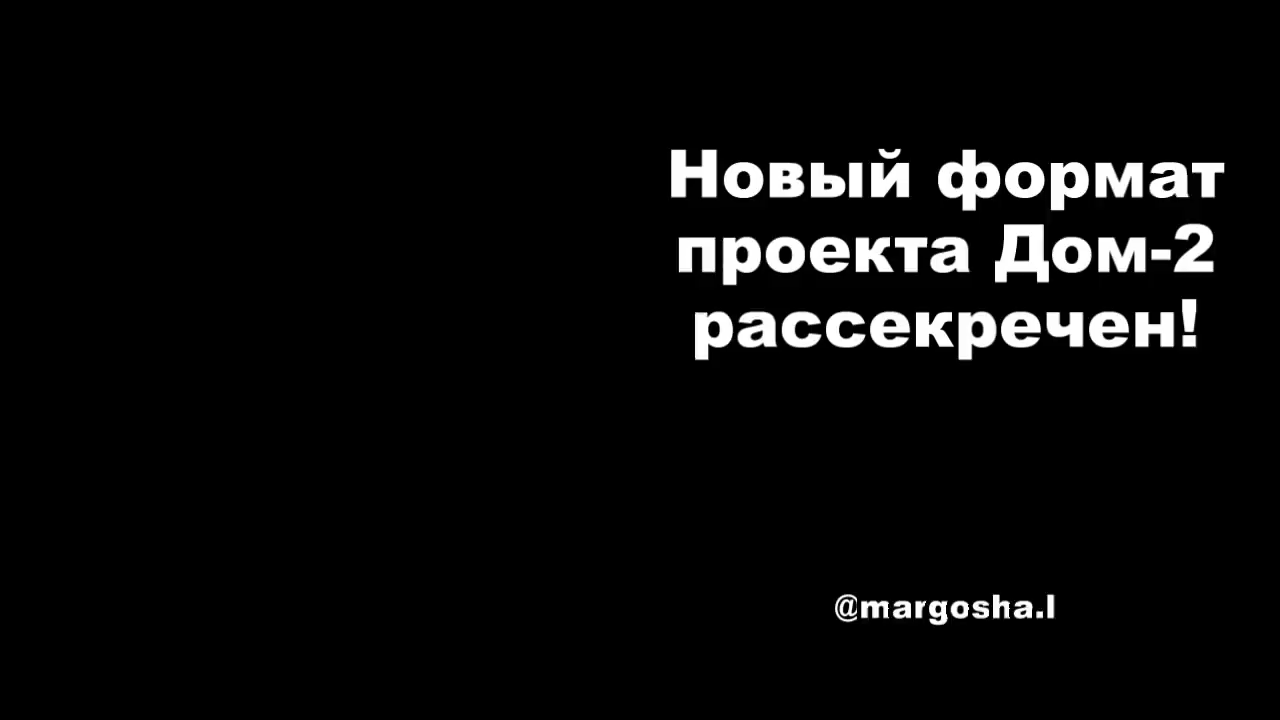 Новый формат
проекта Дом-2
рассекречен!
@margosha.l